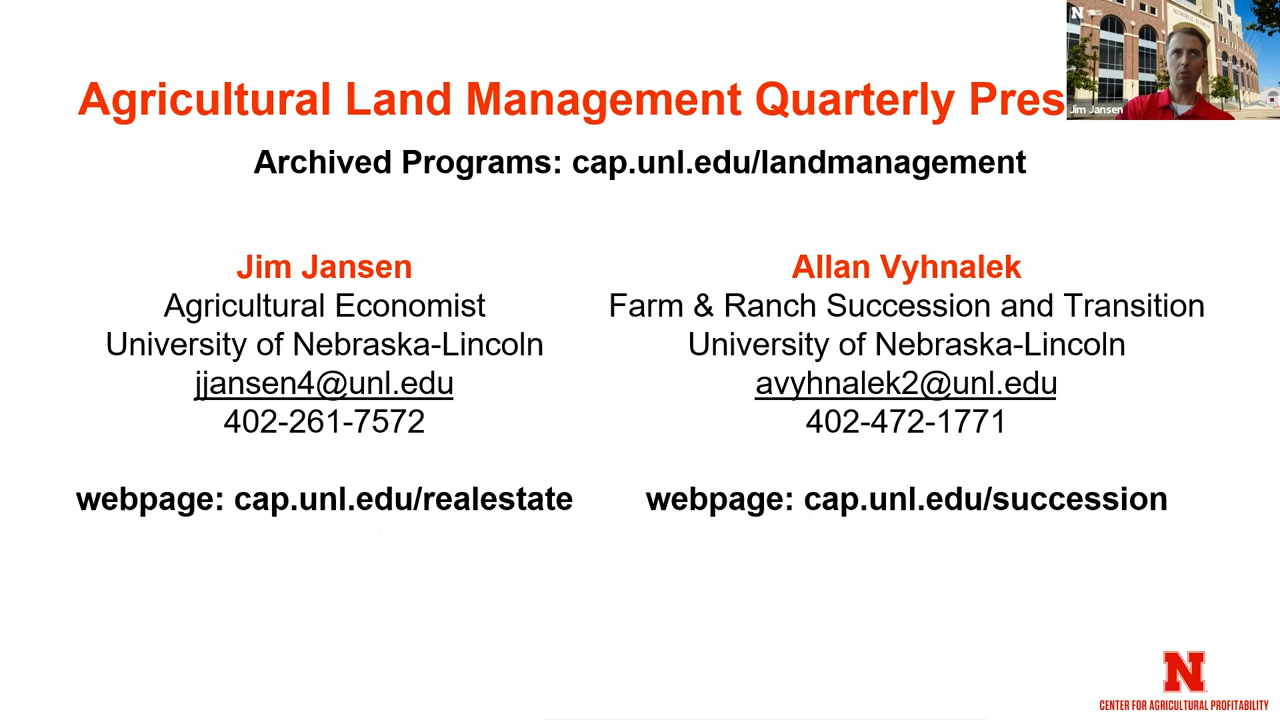 Agricultural Land Management Quarterly Pres
Jim Jansen
Archived Programs: cap.unl.edu/landmanagement
Jim Jansen
Agricultural Economist
University of Nebraska-Lincoln
jjansen4@unl.edu
402-261-7572
webpage: cap.unl.edu/realestate
Allan Vyhnalek
Farm & Ranch Succession and Transition
University of Nebraska-Lincoln
avyhnalek2@unl.edu
402-472-1771
webpage: cap.unl.edu/succession
N
CENTER FOR AGRICULTURAL PROFITABILITY